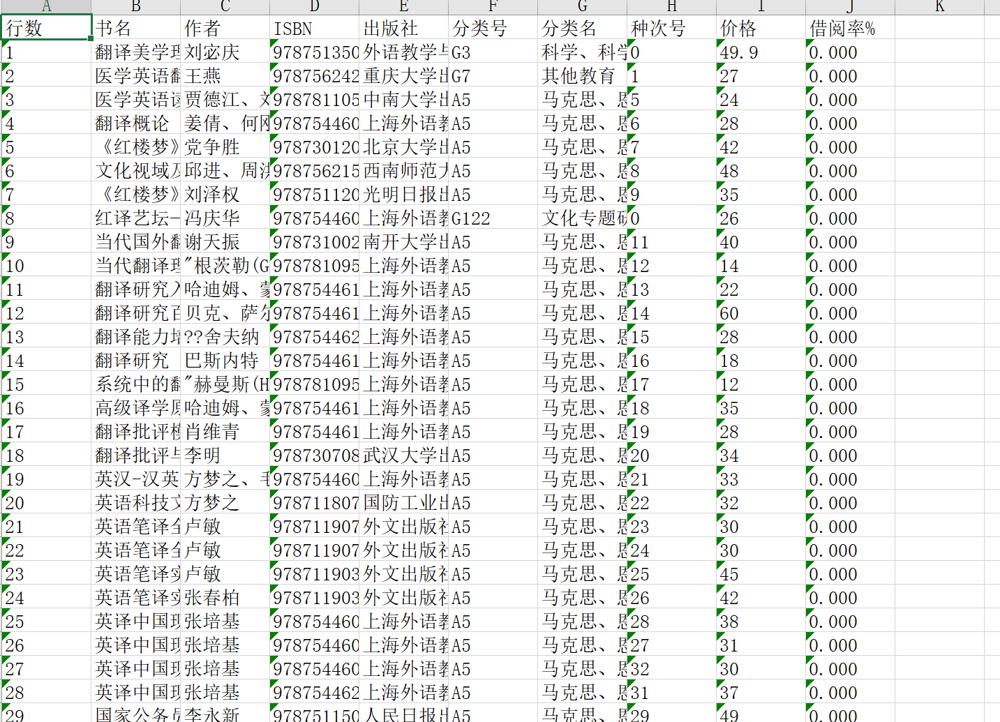 A B C D E F G H I J K
行数 书名 作者 ISBN 出版社 分类号 分类名 种次号 价格 借阅率%
1 翻译美学理 刘宓庆 978751350 外语教学与 G3 科学、科学 0 49.9 0.000
2 医学英语翻 王燕 978756242 重庆大学出 G7 其他教育 1 27 0.000
3 医学英语读 贾德江、刘 978781105 中南大学出 A5 马克思、恩 5 24 0.000
4 翻译概论 姜倩、何刚 978754460 上海外语教 A5 马克思、恩 6 28 0.000
5 《红楼梦》 党争胜 978730120 北京大学出 A5 马克思、恩 7 42 0.000
6 文化视域及 邱进、周洪 978756215 西南师范大 A5 马克思、恩 8 48 0.000
7 《红楼梦》 刘泽权 978751120 光明日报出 A5 马克思、恩 9 35 0.000
8 红译艺坛— 冯庆华 978754460 上海外语教 G122 文化专题研 0 26 0.000
9 当代国外翻 谢天振 978731002 南开大学出 A5 马克思、恩 11 40 0.000
10 当代翻译理 "根茨勒(G 978781095 上海外语教 A5 马克思、恩 12 14 0.000
11 翻译研究入 哈迪姆、蒙 978754461 上海外语教 A5 马克思、恩 13 22 0.000
12 翻译研究百 贝克、萨尔 978754461 上海外语教 A5 马克思、恩 14 60 0.000
13 翻译能力培 ??舍夫纳 978754462 上海外语教 A5 马克思、恩 15 28 0.000
14 翻译研究 巴斯内特 978754461 上海外语教 A5 马克思、恩 16 18 0.000
15 系统中的翻 "赫曼斯(H 978781095 上海外语教 A5 马克思、恩 17 12 0.000
16 高级译学原 哈迪姆、蒙 978754461 上海外语教 A5 马克思、恩 18 35 0.000
17 翻译批评模 肖维青 978754461 上海外语教 A5 马克思、恩 19 28 0.000
18 翻译批评与 李明 978730708 武汉大学出 A5 马克思、恩 20 34 0.000
19 英汉-汉英 方梦之、毛 978754460 上海外语教 A5 马克思、恩 21 33 0.000
20 英语科技文 方梦之 978711807 国防工业出 A5 马克思、恩 22 32 0.000
21 英语笔译全 卢敏 978711907 外文出版社 A5 马克思、恩 23 30 0.000
22 英语笔译全 卢敏 978711907 外文出版社 A5 马克思、恩 24 30 0.000
23 英语笔译实 卢敏 978711903 外文出版社 A5 马克思、恩 25 45 0.000
24 英语笔译实 张春柏 978711903 外文出版社 A5 马克思、恩 26 42 0.000
25 英译中国现 张培基 978754460 上海外语教 A5 马克思、恩 28 38 0.000
26 英译中国现 张培基 978754460 上海外语教 A5 马克思、恩 27 31 0.000
27 英译中国现 张培基 978754460 上海外语教 A5 马克思、恩 32 30 0.000
28 英译中国现 张培基 978754462 上海外语教 A5 马克思、恩 31 37 0.000
29 国家公务员 李永新 978751150 人民日报出 A5 马克思、恩 29 49 0.000